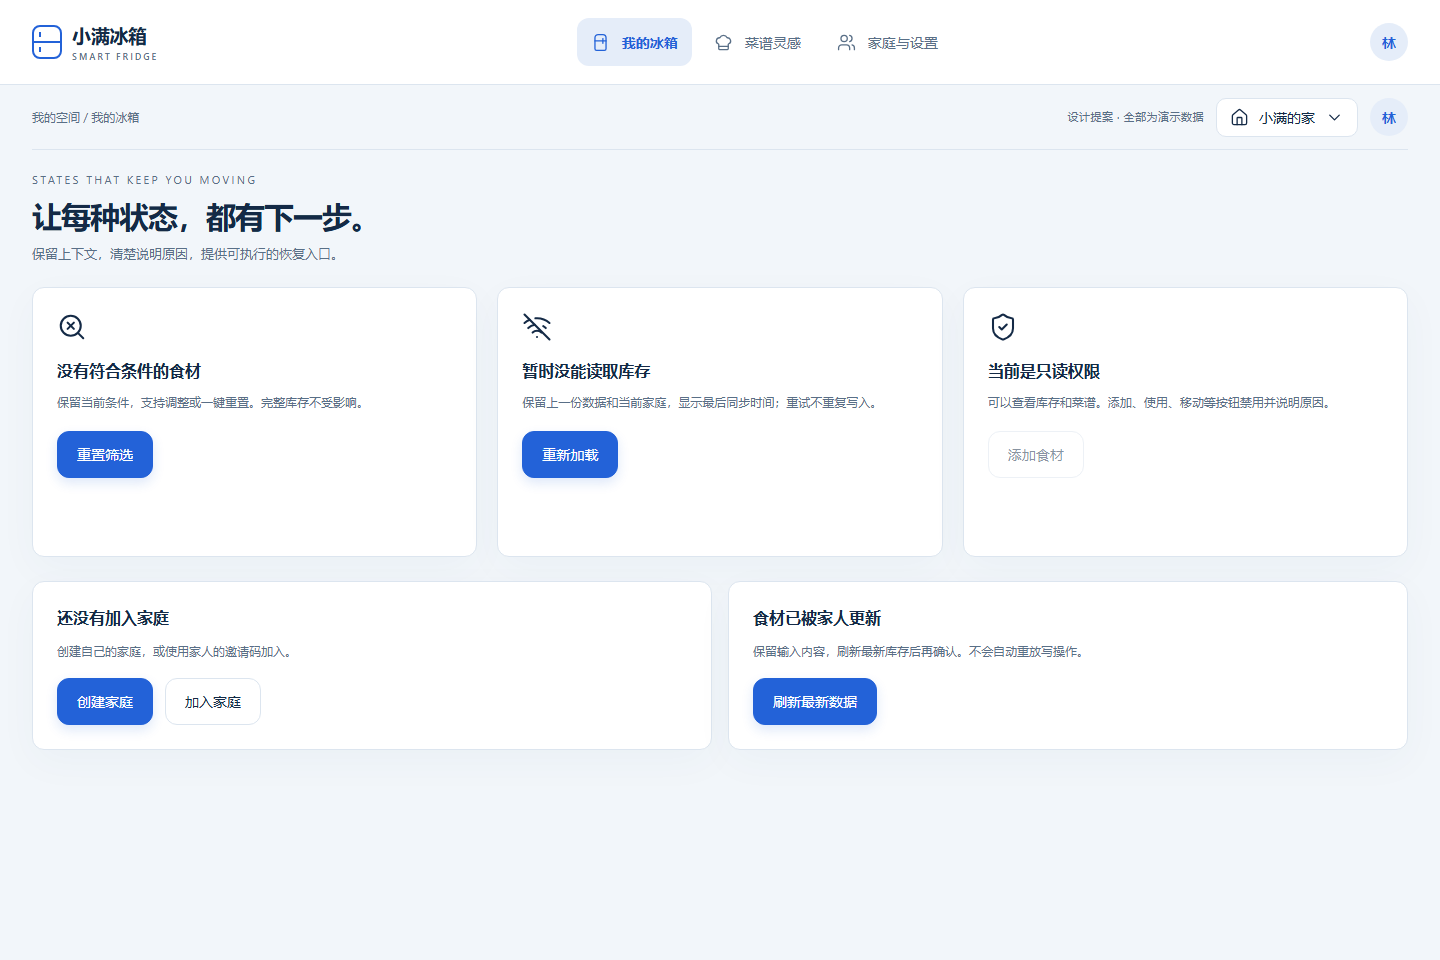 小满冰箱
SMART FRIDGE
我的冰箱
菜谱灵感
家庭与设置
林
我的空间 / 我的冰箱
设计提案 · 全部为演示数据
小满的家
林
STATES THAT KEEP YOU MOVING
让每种状态，都有下一步。
保留上下文，清楚说明原因，提供可执行的恢复入口。
没有符合条件的食材
保留当前条件，支持调整或一键重置。完整库存不受影响。
重置筛选
暂时没能读取库存
保留上一份数据和当前家庭，显示最后同步时间；重试不重复写入。
重新加载
当前是只读权限
可以查看库存和菜谱。添加、使用、移动等按钮禁用并说明原因。
添加食材
还没有加入家庭
创建自己的家庭，或使用家人的邀请码加入。
创建家庭
加入家庭
食材已被家人更新
保留输入内容，刷新最新库存后再确认。不会自动重放写操作。
刷新最新数据